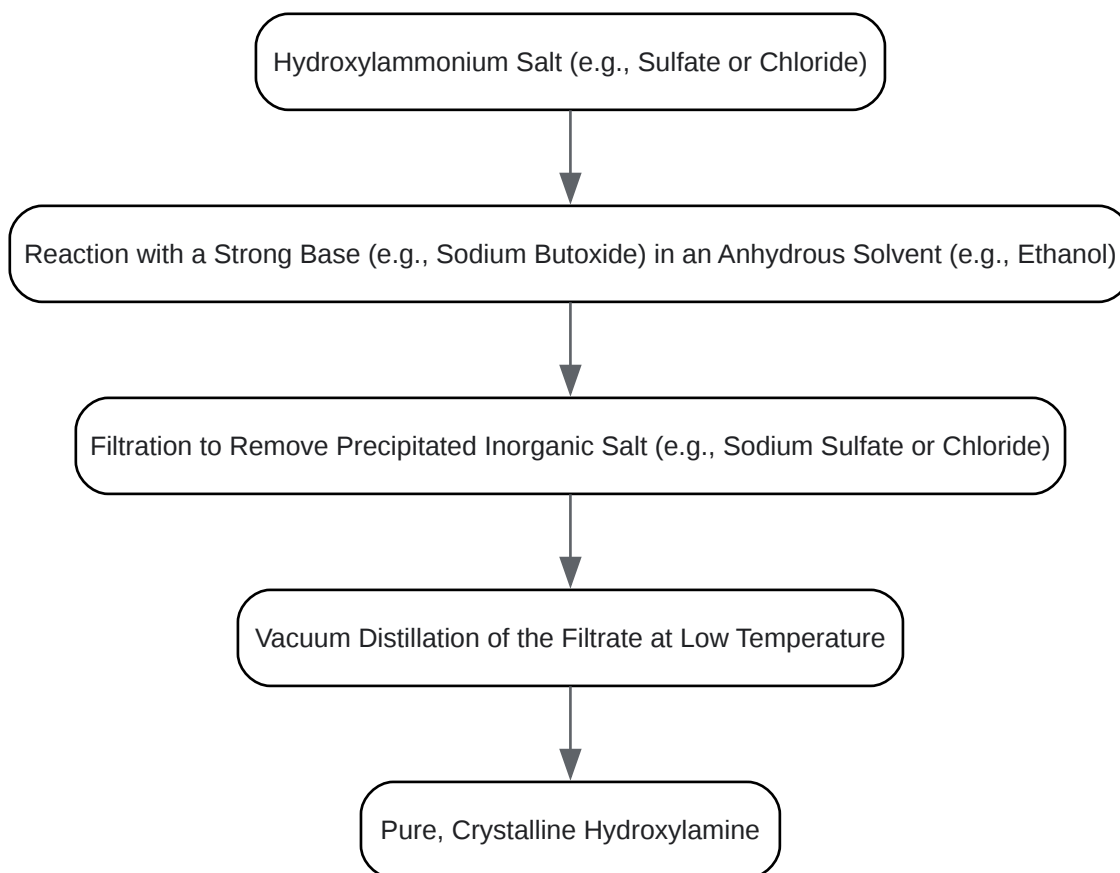 Hydroxylammonium Salt (e.g., Sulfate or Chloride)
Reaction with a Strong Base (e.g., Sodium Butoxide) in an Anhydrous Solvent (e.g., Ethanol)
Filtration to Remove Precipitated Inorganic Salt (e.g., Sodium Sulfate or Chloride)
Vacuum Distillation of the Filtrate at Low Temperature
Pure, Crystalline Hydroxylamine